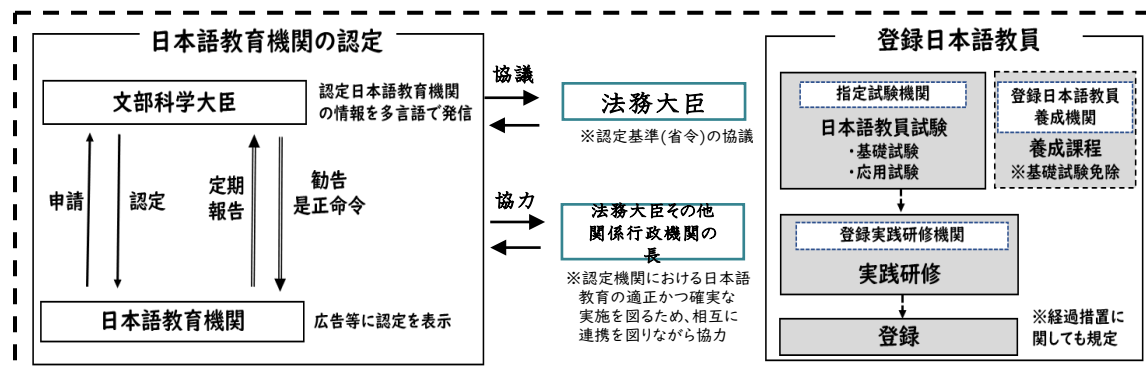 日本語教育機関の認定
文部科学大臣
認定日本語教育機関
の情報を多言語で発信
申請
認定
定期
報告
勧告
是正命令
日本語教育機関
広告等に認定を表示
協議
法務大臣
※認定基準(省令)の協議
協力
法務大臣その他
関係行政機関の
長
※認定機関における日本語
教育の適正かつ確実な
実施を図るため、相互に
連携を図りながら協力
登録日本語教員
指定試験機関
日本語教員試験
・基礎試験
・応用試験
登録日本語教員
養成機関
養成課程
※基礎試験免除
登録実践研修機関
実践研修
登録
※経過措置に
関しても規定